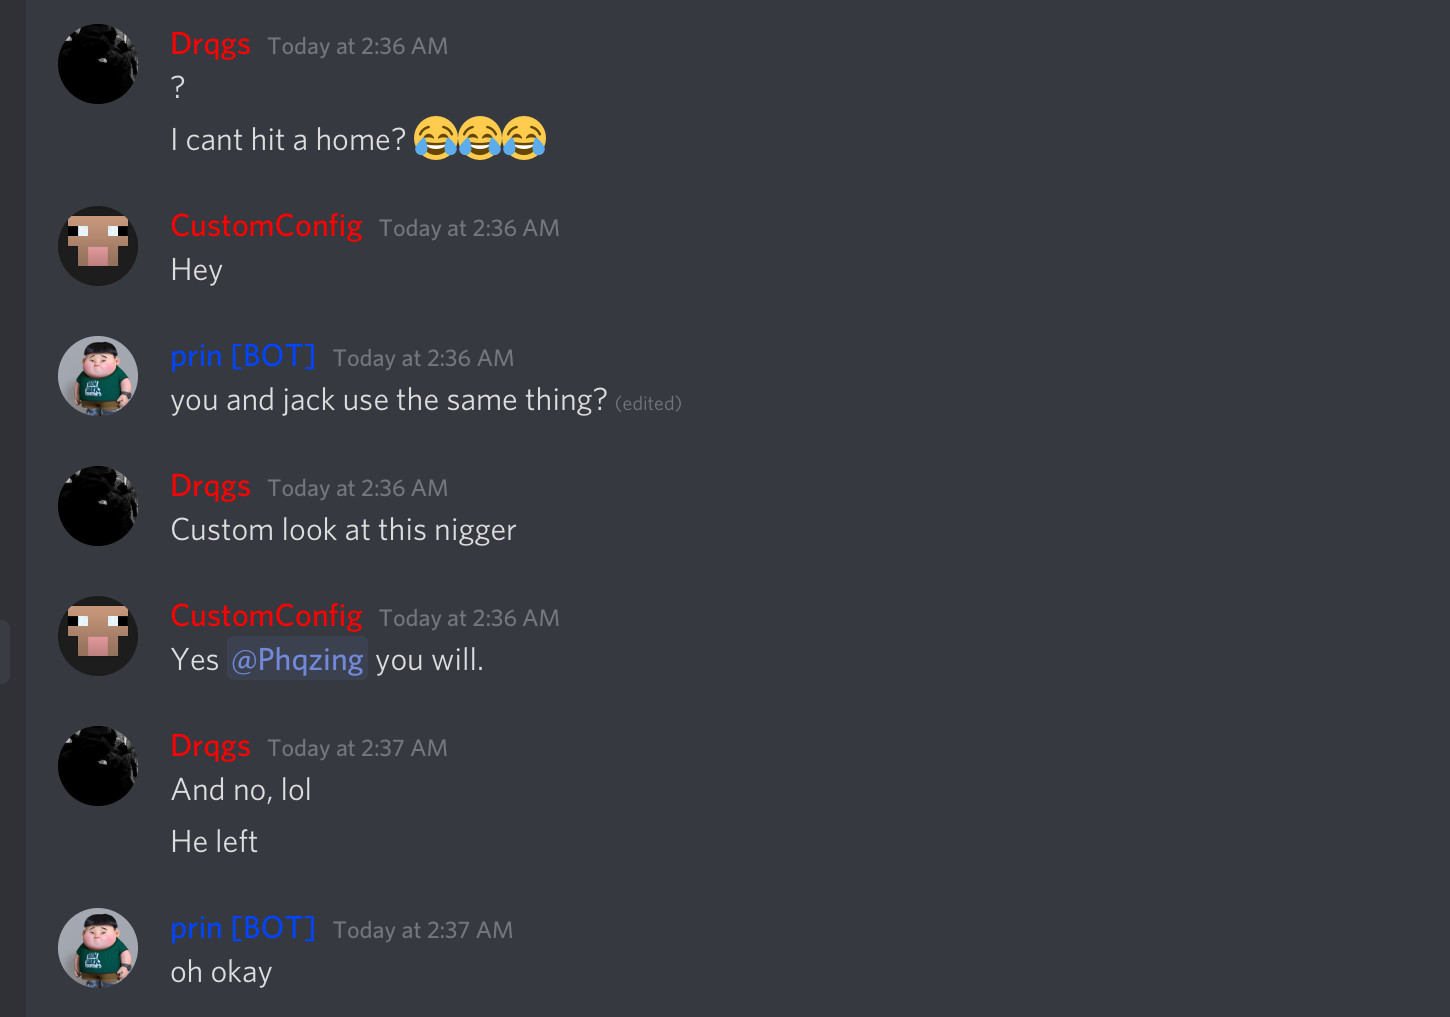 Drqgs Today at 2:36 AM
?
I cant hit a home? 😂😂😂
CustomConfig Today at 2:36 AM
Hey
prin [BOT] Today at 2:36 AM
you and jack use the same thing? (edited)
Drqgs Today at 2:36 AM
Custom look at this nigger
CustomConfig Today at 2:36 AM
Yes @Phqzing you will.
Drqgs Today at 2:37 AM
And no, lol
He left
prin [BOT] Today at 2:37 AM
oh okay